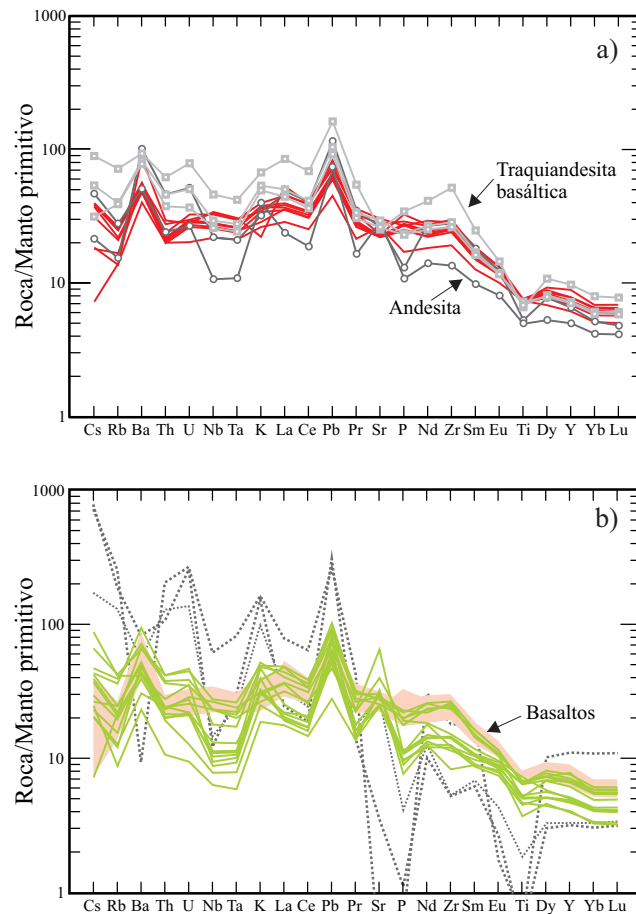 a)
1000
100
10
1
Roca/Manto primitivo
Traquiandesita
basáltica
Andesita
Cs Rb Ba Th U Nb Ta K La Ce Pb Pr Sr P Nd Zr Sm Eu Ti Dy Y Yb Lu
b)
1000
100
10
1
Roca/Manto primitivo
Basaltos
Cs Rb Ba Th U Nb Ta K La Ce Pb Pr Sr P Nd Zr Sm Eu Ti Dy Y Yb Lu